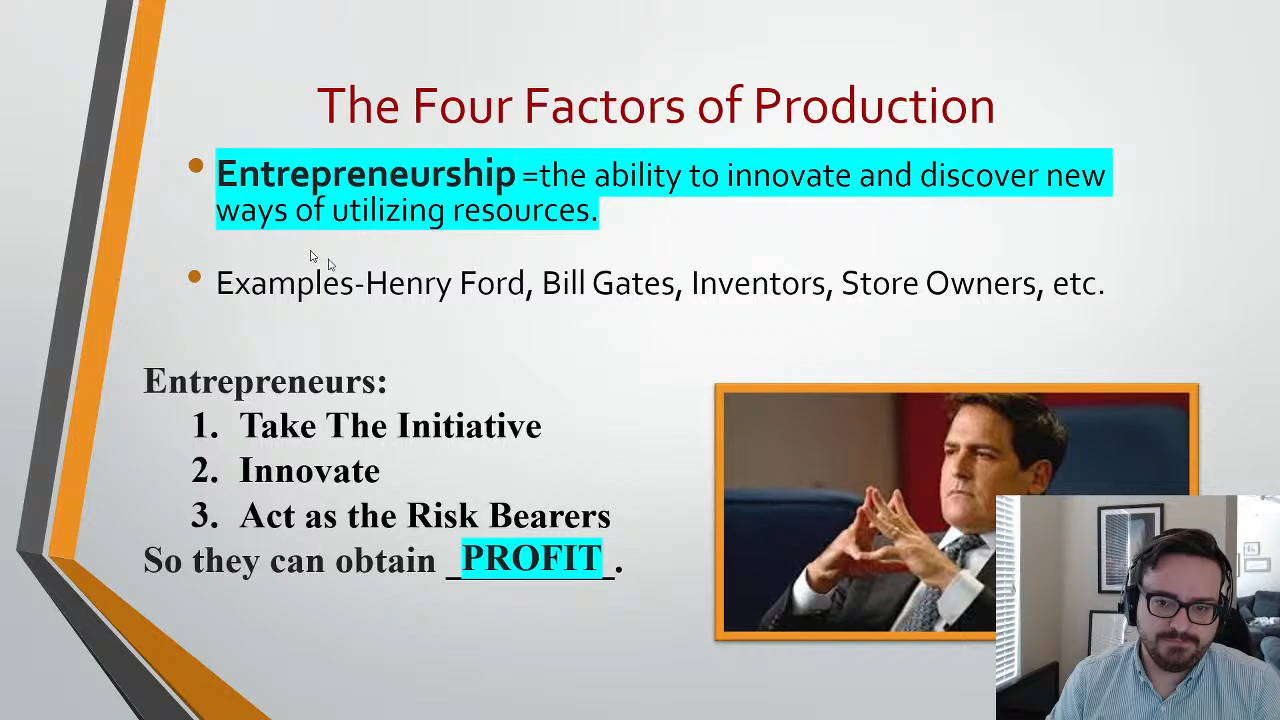 The Four Factors of Production
• Entrepreneurship =the ability to innovate and discover new
ways of utilizing resources.
• Examples-Henry Ford, Bill Gates, Inventors, Store Owners, etc.
Entrepreneurs:
1. Take The Initiative
2. Innovate
3. Act as the Risk Bearers
So they can obtain _PROFIT_.